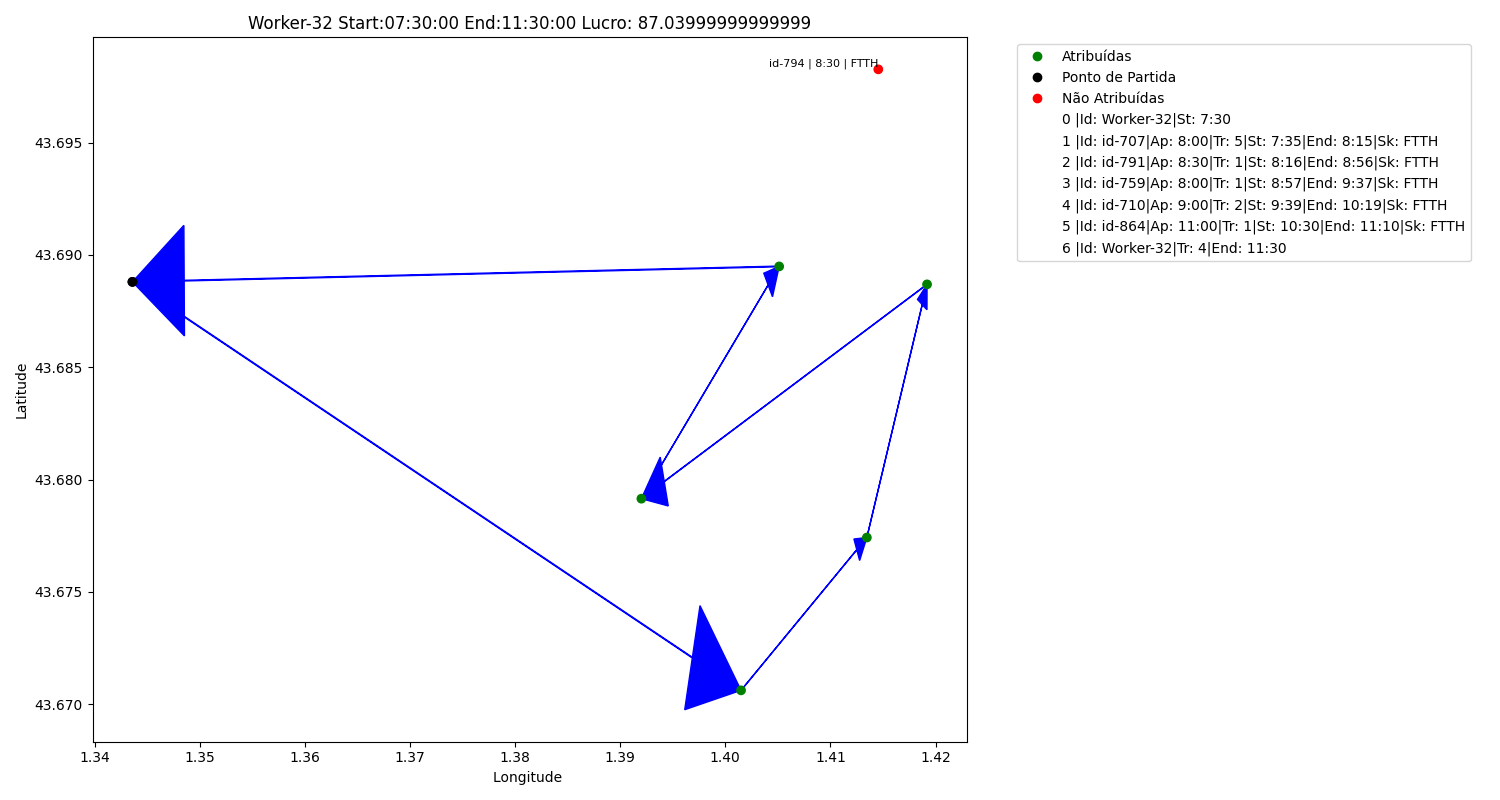 Worker-32 Start:07:30:00 End:11:30:00 Lucro: 87.03999999999999
id-794 | 8:30 | FTTH
Atribuídas
Ponto de Partida
Não Atribuídas
0 |Id: Worker-32|St: 7:30
1 |Id: id-707|Ap: 8:00|Tr: 5|St: 7:35|End: 8:15|Sk: FTTH
2 |Id: id-791|Ap: 8:30|Tr: 1|St: 8:16|End: 8:56|Sk: FTTH
3 |Id: id-759|Ap: 8:00|Tr: 1|St: 8:57|End: 9:37|Sk: FTTH
4 |Id: id-710|Ap: 9:00|Tr: 2|St: 9:39|End: 10:19|Sk: FTTH
5 |Id: id-864|Ap: 11:00|Tr: 1|St: 10:30|End: 11:10|Sk: FTTH
6 |Id: Worker-32|Tr: 4|End: 11:30
43.695
43.690
43.685
43.680
43.675
43.670
Latitude
1.34 1.35 1.36 1.37 1.38 1.39 1.40 1.41 1.42
Longitude